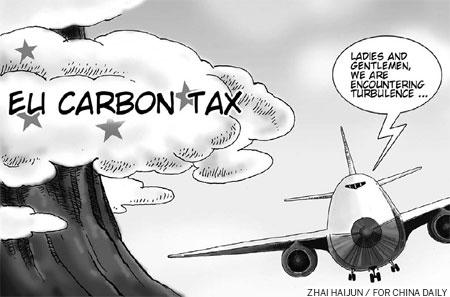 EU CARBON TAX
LADIES AND
GENTLEMEN,
WE ARE
ENCOUNTERING
TURBULENCE ...
ZHAI HAIJUN / FOR CHINA DAILY